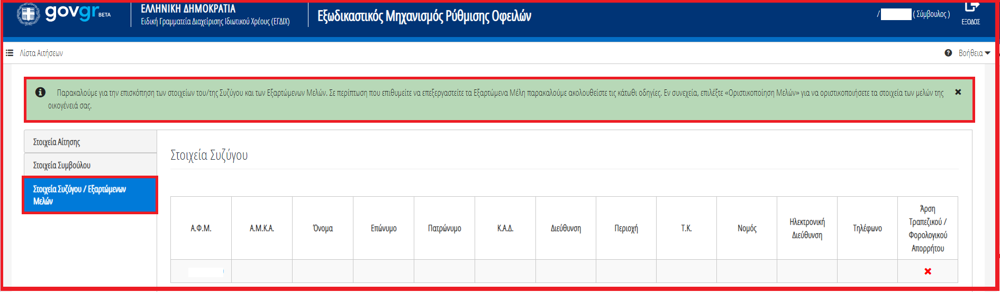 govgr BETA
ΕΛΛΗΝΙΚΗ ΔΗΜΟΚΡΑΤΙΑ
Ειδική Γραμματεία Διαχείρισης Ιδιωτικού Χρέους (ΕΓΔΙΧ)
Εξωδικαστικός Μηχανισμός Ρύθμισης Οφειλών
/ ( Σύμβουλος )
ΕΞΟΔΟΣ
Λίστα Αιτήσεων
Βοήθεια
Παρακαλούμε για την επισκόπηση των στοιχείων του/της Συζύγου και των Εξαρτώμενων Μελών. Σε περίπτωση που επιθυμείτε να επεξεργαστείτε τα Εξαρτώμενα Μέλη παρακαλούμε ακολουθείστε τις κάτωθι οδηγίες. Εν συνεχεία, επιλέξτε «Οριστικοποίηση Μελών» για να οριστικοποιήσετε τα στοιχεία των μελών της
οικογένειά σας.
Στοιχεία Αίτησης
Στοιχεία Συμβούλου
Στοιχεία Συζύγου / Εξαρτώμενων
Μελών
Στοιχεία Συζύγου
Α.Φ.Μ.
Α.Μ.Κ.Α.
Όνομα
Επώνυμο
Πατρώνυμο
Κ.Α.Δ.
Διεύθυνση
Περιοχή
Τ.Κ.
Νομός
Ηλεκτρονική
Διεύθυνση
Τηλέφωνο
Άρση
Τραπεζικού /
Φορολογικού
Απορρήτου